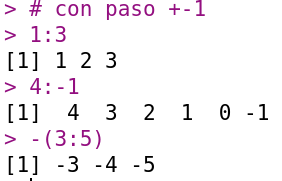 > # con paso +-1
> 1:3
[1] 1 2 3
> 4:-1
[1]  4  3  2  1  0 -1
> -(3:5)
[1] -3 -4 -5